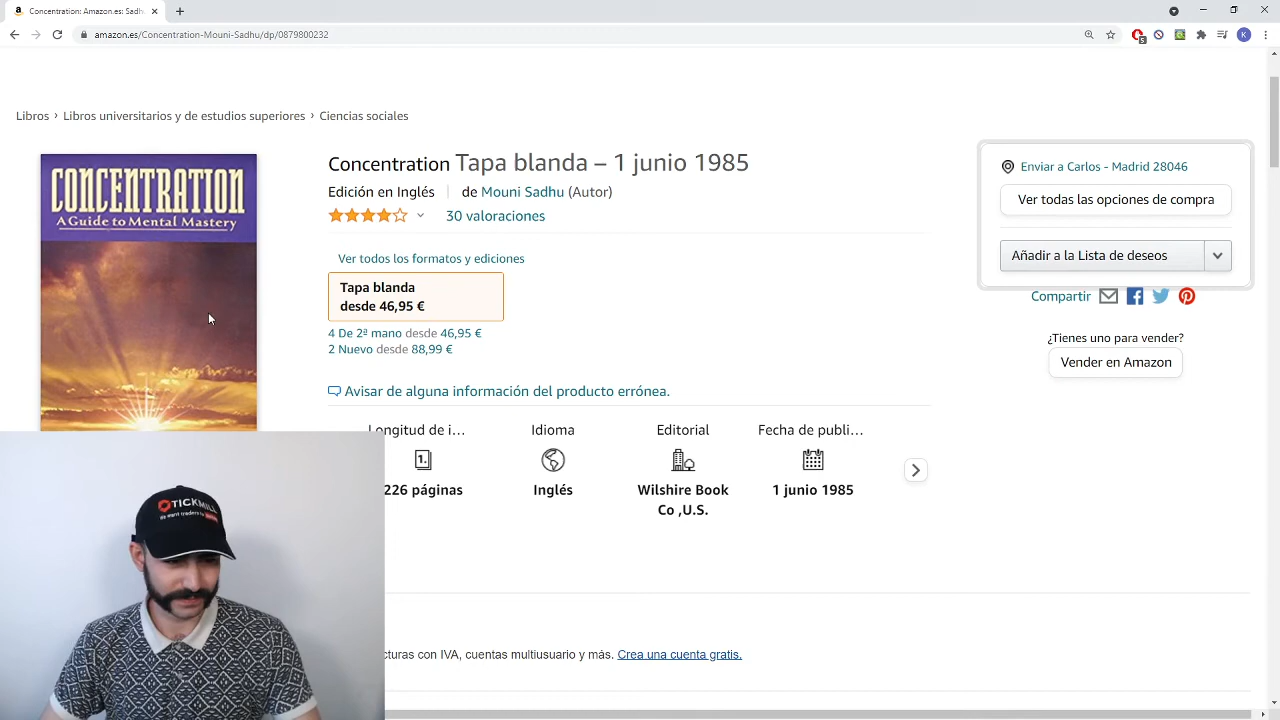 Concentration: Amazon.es: Sadh
amazon.es/Concentration-Mouni-Sadhu/dp/0879800232
K
Libros › Libros universitarios y de estudios superiores › Ciencias sociales
CONCENTRATION
A Guide to Mental Mastery
Concentration Tapa blanda – 1 junio 1985
Edición en Inglés
de Mouni Sadhu (Autor)
30 valoraciones
Ver todos los formatos y ediciones
Tapa blanda
desde 46,95 €
4 De 2ª mano desde 46,95 €
2 Nuevo desde 88,99 €
Avisar de alguna información del producto errónea.
Longitud de i…
1.
226 páginas
Idioma
Inglés
Editorial
Wilshire Book
Co ,U.S.
Fecha de publi…
1 junio 1985
Enviar a Carlos - Madrid 28046
Ver todas las opciones de compra
Añadir a la Lista de deseos
Compartir
¿Tienes uno para vender?
Vender en Amazon
TICKMILL
cturas con IVA, cuentas multiusuario y más. Crea una cuenta gratis.